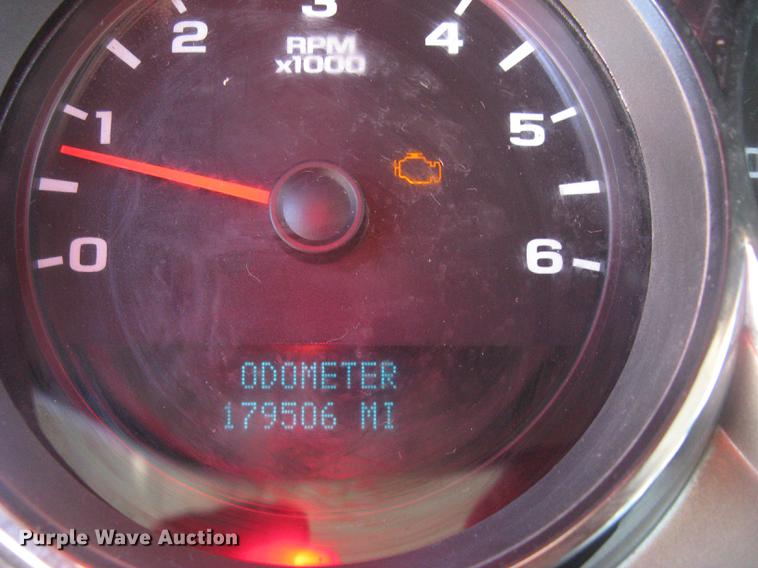 3
2
4
RPM
x1000
1
5
0
6
ODOMETER
179506 MI
Purple Wave Auction